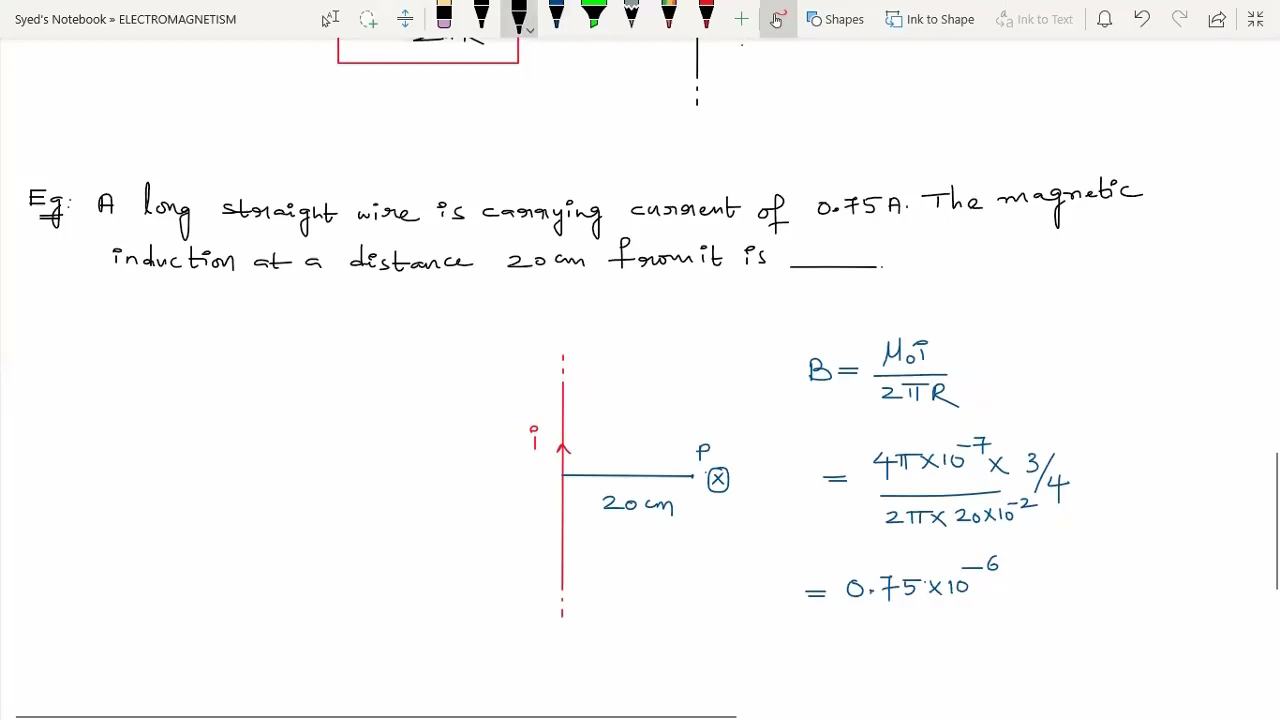 Syed's Notebook » ELECTROMAGNETISM
Shapes Ink to Shape Ink to Text
Eg: A long straight wire is carrying current of 0.75A. The magnetic
induction at a distance 20cm from it is ______.
i
P
20cm
B = μ₀i / 2πR
= 4π×10⁻⁷ × 3/4 / 2π× 20×10⁻²
= 0.75×10⁻⁶